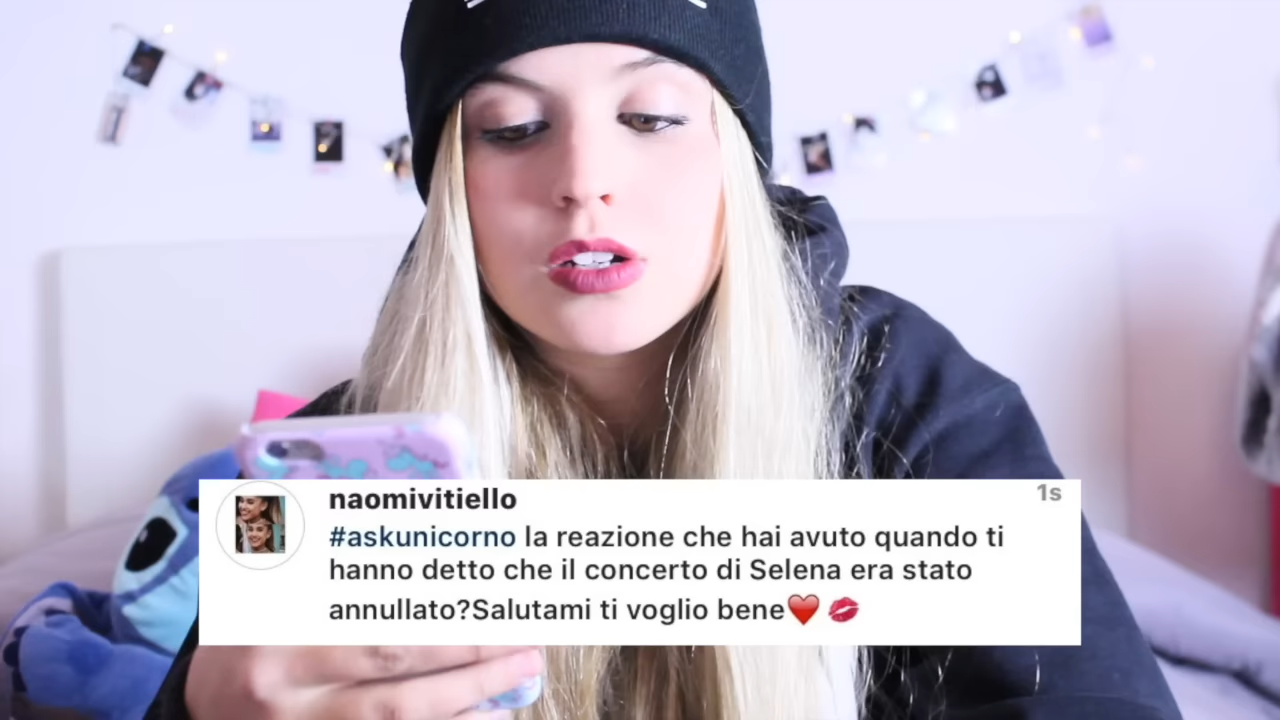 naomivitiello
1s
#askunicorno la reazione che hai avuto quando ti
hanno detto che il concerto di Selena era stato
annullato?Salutami ti voglio bene❤️💋